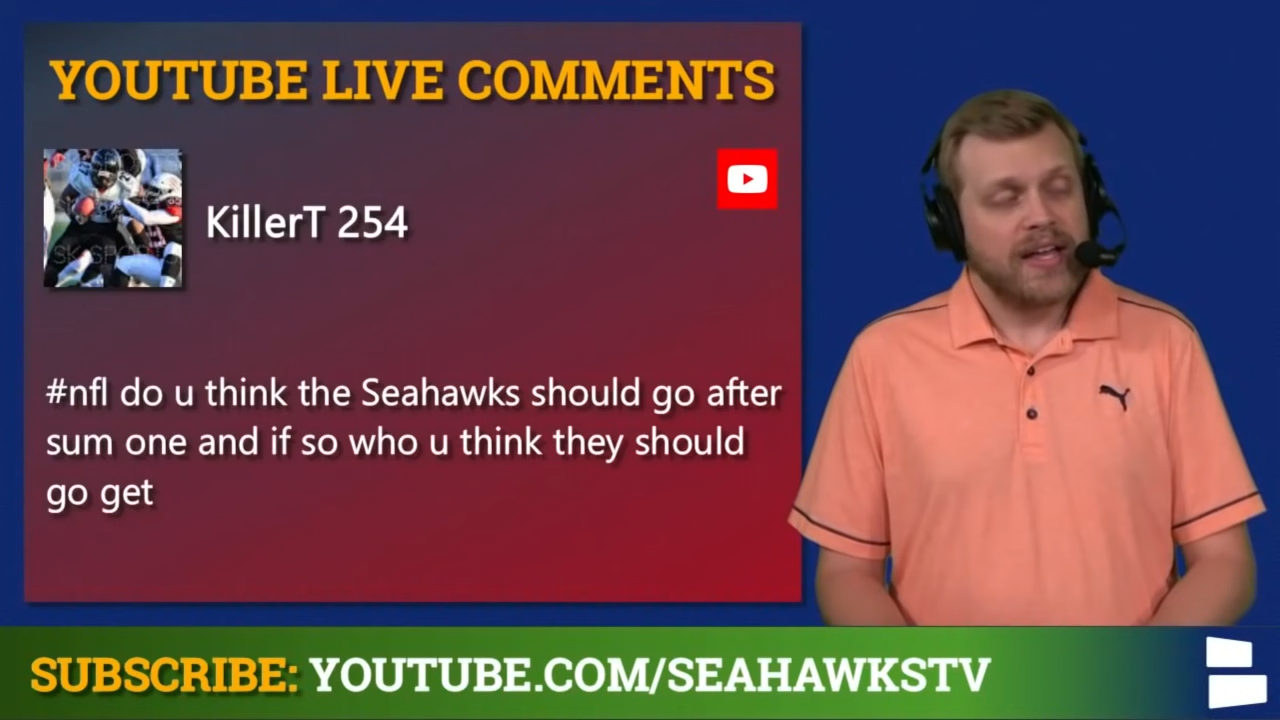 YOUTUBE LIVE COMMENTS
KillerT 254
#nfl do u think the Seahawks should go after
sum one and if so who u think they should
go get
SUBSCRIBE: YOUTUBE.COM/SEAHAWKSTV